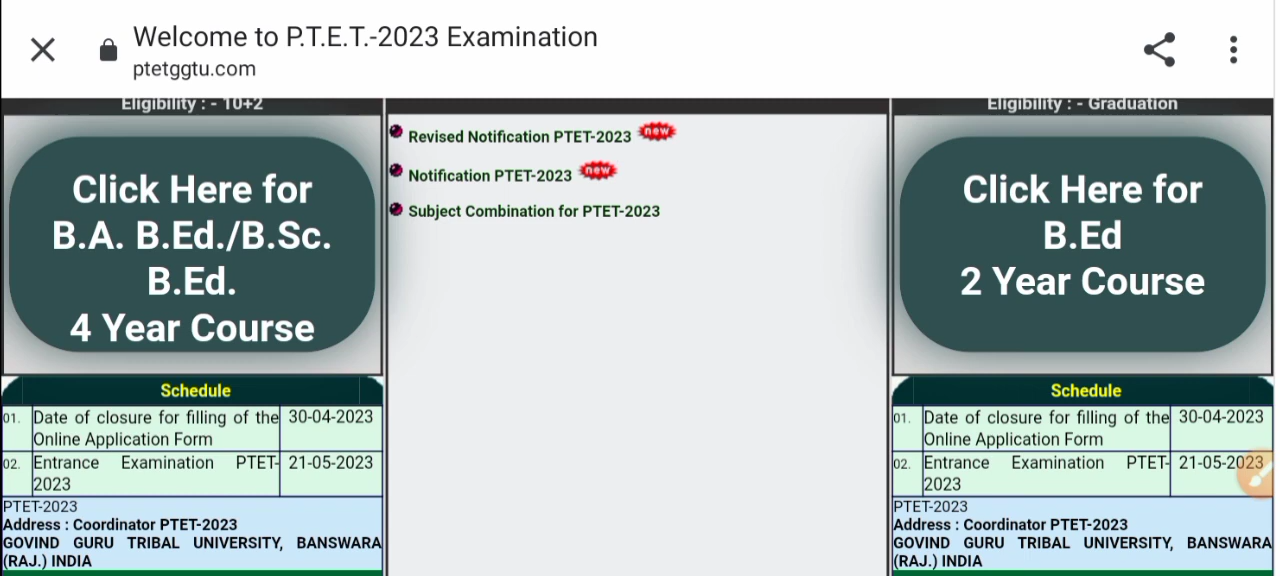 Welcome to P.T.E.T.-2023 Examination
ptetggtu.com
Eligibility : - 10+2
Click Here for
B.A. B.Ed./B.Sc.
B.Ed.
4 Year Course
Schedule
01. Date of closure for filling of the 30-04-2023
Online Application Form
02. Entrance Examination PTET- 21-05-2023
2023
PTET-2023
Address : Coordinator PTET-2023
GOVIND GURU TRIBAL UNIVERSITY, BANSWARA
(RAJ.) INDIA
Revised Notification PTET-2023 new
Notification PTET-2023 new
Subject Combination for PTET-2023
Eligibility : - Graduation
Click Here for
B.Ed
2 Year Course
Schedule
01. Date of closure for filling of the 30-04-2023
Online Application Form
02. Entrance Examination PTET- 21-05-2023
2023
PTET-2023
Address : Coordinator PTET-2023
GOVIND GURU TRIBAL UNIVERSITY, BANSWARA
(RAJ.) INDIA